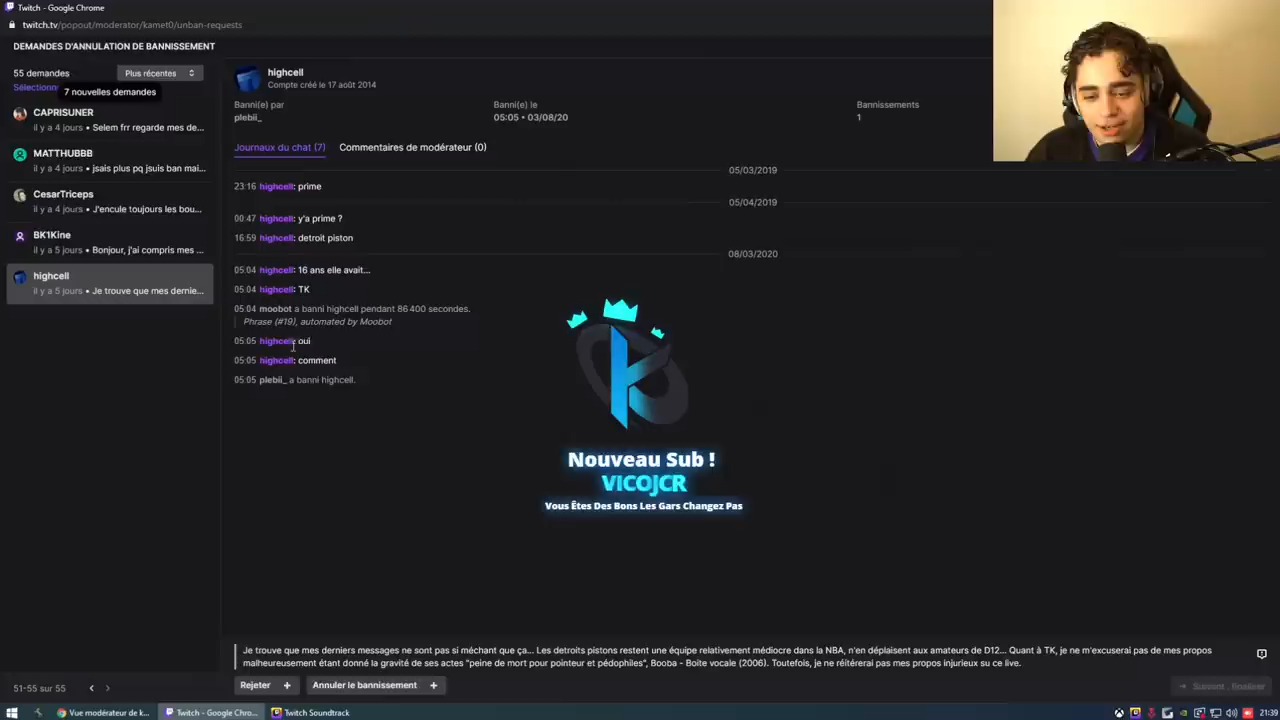 Twitch - Google Chrome
twitch.tv/popout/moderator/kamet0/unban-requests
DEMANDES D'ANNULATION DE BANNISSEMENT
55 demandes
Plus récentes
Sélectionn
7 nouvelles demandes
CAPRISUNER
il y a 4 jours • Selem frr regarde mes de...
MATTHUBBB
il y a 4 jours • jsais plus pq jsuis ban mai...
CesarTriceps
il y a 4 jours • J'encule toujours les bou...
BK1Kine
il y a 5 jours • Bonjour, j'ai compris mes ...
highcell
il y a 5 jours • Je trouve que mes dernie...
51-55 sur 55
highcell
Compte créé le 17 août 2014
Banni(e) par
plebii_
Banni(e) le
05:05 • 03/08/20
Bannissements
1
Journaux du chat (7)
Commentaires de modérateur (0)
05/03/2019
23:16 highcell: prime
05/04/2019
00:47 highcell: y'a prime ?
16:59 highcell: detroit piston
08/03/2020
05:04 highcell: 16 ans elle avait...
05:04 highcell: TK
05:04 moobot a banni highcell pendant 86 400 secondes.
Phrase (#19), automated by Moobot
05:05 highcell: oui
05:05 highcell: comment
05:05 plebii_ a banni highcell.
Nouveau Sub !
VICOJCR
Vous Êtes Des Bons Les Gars Changez Pas
Je trouve que mes derniers messages ne sont pas si méchant que ça... Les detroits pistons restent une équipe relativement médiocre dans la NBA, n'en déplaisent aux amateurs de D12... Quant à TK, je ne m'excuserai pas de mes propos
malheureusement étant donné la gravité de ses actes "peine de mort pour pointeur et pédophiles", Booba - Boîte vocale (2006). Toutefois, je ne réitérerai pas mes propos injurieux su ce live.
Rejeter +
Annuler le bannissement +
Suivant : finaliser
Vue modérateur de k...
Twitch - Google Chro...
Twitch Soundtrack
21:39